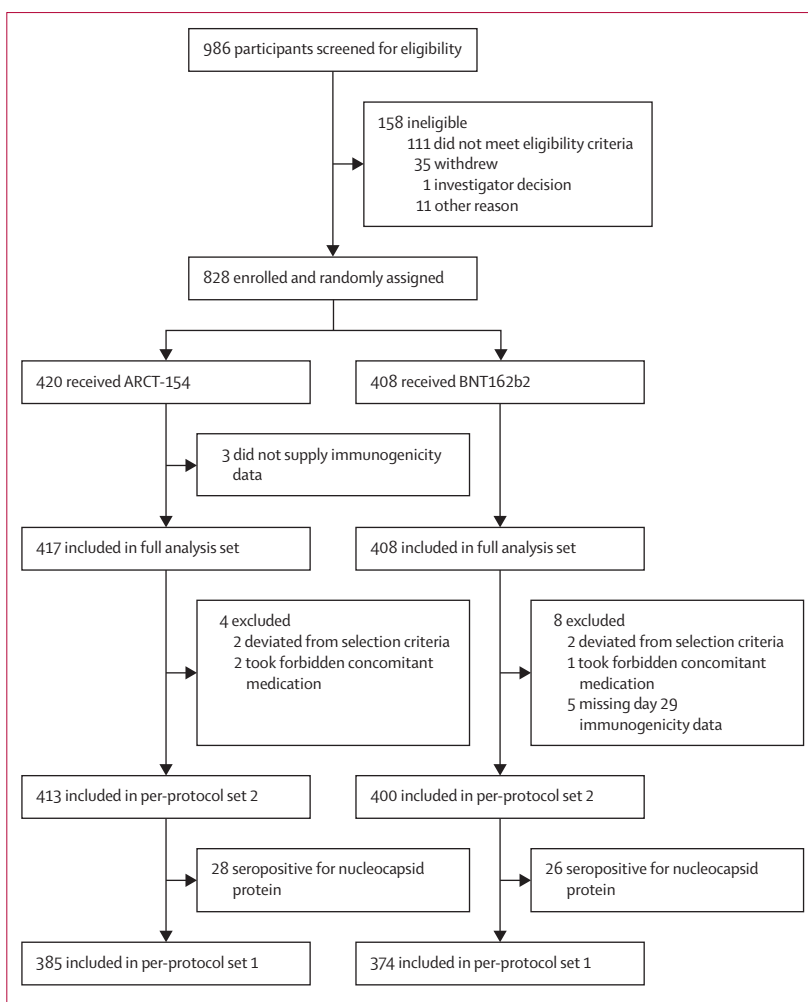 986 participants screened for eligibility
158 ineligible
111 did not meet eligibility criteria
35 withdrew
1 investigator decision
11 other reason
828 enrolled and randomly assigned
420 received ARCT-154
408 received BNT162b2
3 did not supply immunogenicity
data
417 included in full analysis set
408 included in full analysis set
4 excluded
2 deviated from selection criteria
2 took forbidden concomitant
medication
8 excluded
2 deviated from selection criteria
1 took forbidden concomitant
medication
5 missing day 29
immunogenicity data
413 included in per-protocol set 2
400 included in per-protocol set 2
28 seropositive for nucleocapsid
protein
26 seropositive for nucleocapsid
protein
385 included in per-protocol set 1
374 included in per-protocol set 1